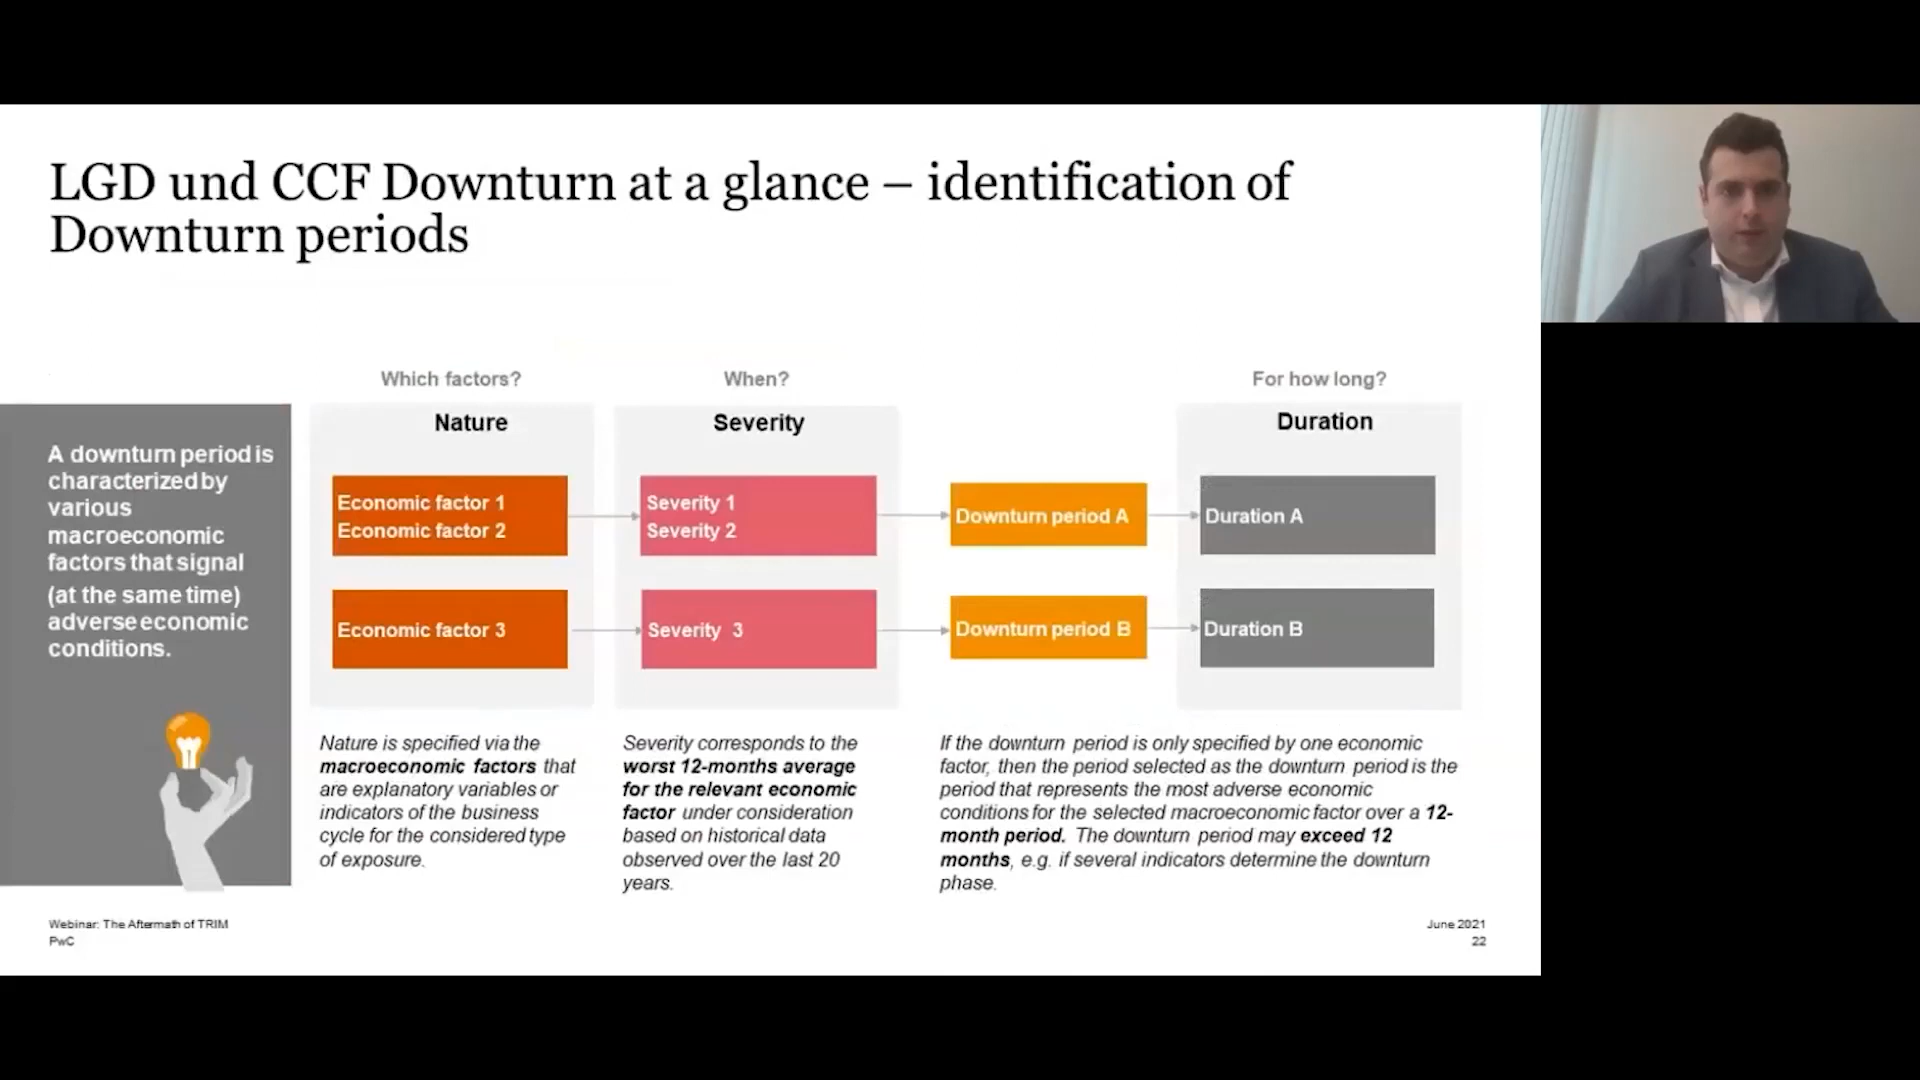 LGD und CCF Downturn at a glance – identification of
Downturn periods
Which factors?
When?
For how long?
A downturn period is
characterized by
various
macroeconomic
factors that signal
(at the same time)
adverse economic
conditions.
Nature
Economic factor 1
Economic factor 2
Economic factor 3
Severity
Severity 1
Severity 2
Severity 3
Downturn period A
Downturn period B
Duration
Duration A
Duration B
Nature is specified via the
macroeconomic factors that
are explanatory variables or
indicators of the business
cycle for the considered type
of exposure.
Severity corresponds to the
worst 12-months average
for the relevant economic
factor under consideration
based on historical data
observed over the last 20
years.
If the downturn period is only specified by one economic
factor, then the period selected as the downturn period is the
period that represents the most adverse economic
conditions for the selected macroeconomic factor over a 12-
month period. The downturn period may exceed 12
months, e.g. if several indicators determine the downturn
phase.
Webinar: The Aftermath of TRIM
PwC
June 2021
22